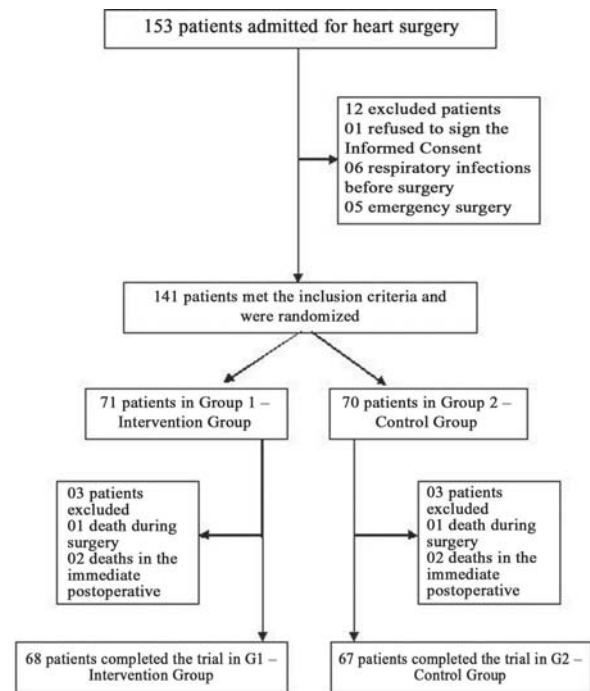 153 patients admitted for heart surgery
12 excluded patients
01 refused to sign the
Informed Consent
06 respiratory infections
before surgery
05 emergency surgery
141 patients met the inclusion criteria and
were randomized
71 patients in Group 1 –
Intervention Group
70 patients in Group 2 –
Control Group
03 patients
excluded
01 death during
surgery
02 deaths in the
immediate
postoperative
03 patients
excluded
01 death during
surgery
02 deaths in the
immediate
postoperative
68 patients completed the trial in G1 –
Intervention Group
67 patients completed the trial in G2 –
Control Group